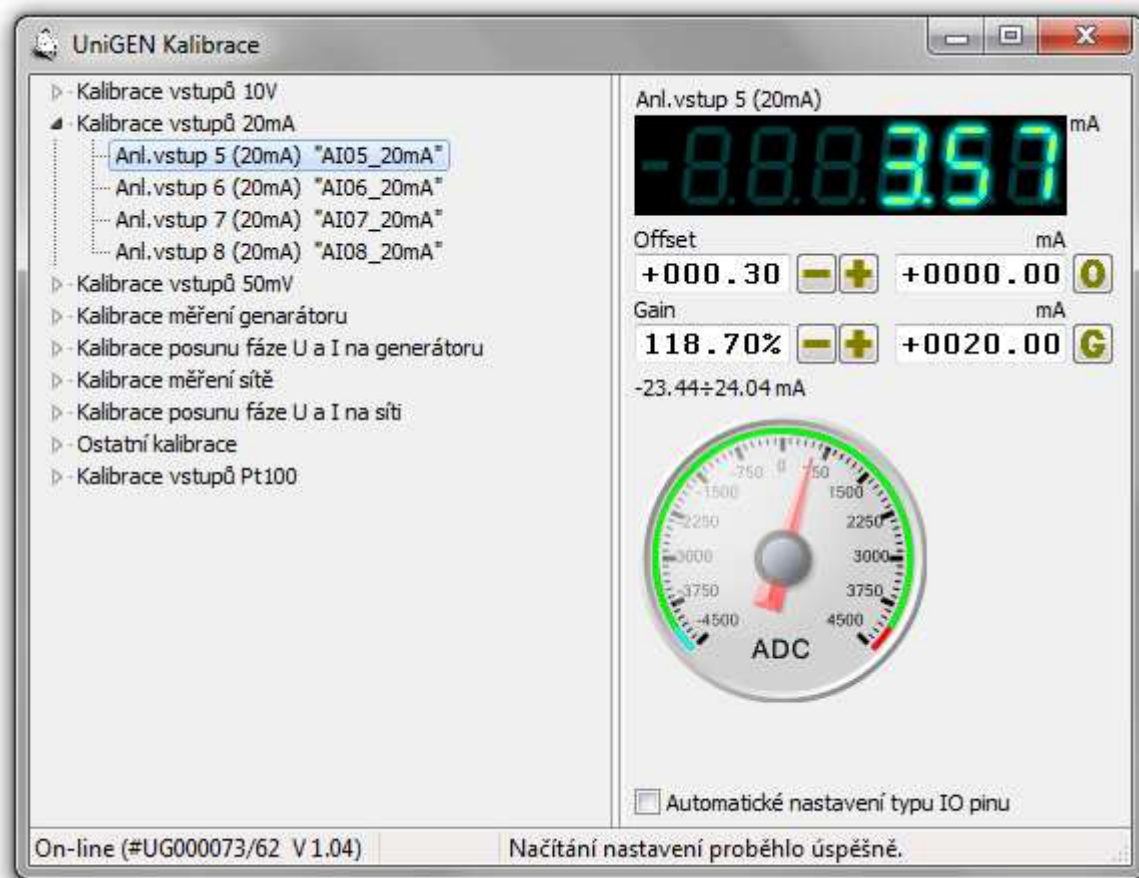 UniGEN Kalibrace
Kalibrace vstupů 10V
Kalibrace vstupů 20mA
Anl.vstup 5 (20mA) "AI05_20mA"
Anl.vstup 6 (20mA) "AI06_20mA"
Anl.vstup 7 (20mA) "AI07_20mA"
Anl.vstup 8 (20mA) "AI08_20mA"
Kalibrace vstupů 50mV
Kalibrace měření genarátoru
Kalibrace posunu fáze U a I na generátoru
Kalibrace měření sítě
Kalibrace posunu fáze U a I na síti
Ostatní kalibrace
Kalibrace vstupů Pt100
Anl.vstup 5 (20mA)
3.57 mA
Offset mA
+000.30 +0000.00 O
Gain mA
118.70% +0020.00 G
-23.44÷24.04 mA
-4500
-3750
-3000
-2250
-1500
-750
0
750
1500
2250
3000
3750
4500
ADC
Automatické nastavení typu IO pinu
On-line (#UG000073/62 V 1.04) Načítání nastavení proběhlo úspěšně.